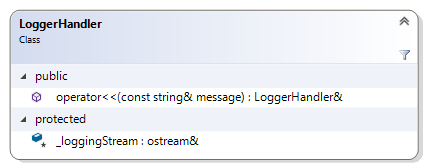 LoggerHandler
Class
public
operator<<(const string& message) : LoggerHandler&
protected
_loggingStream : ostream&